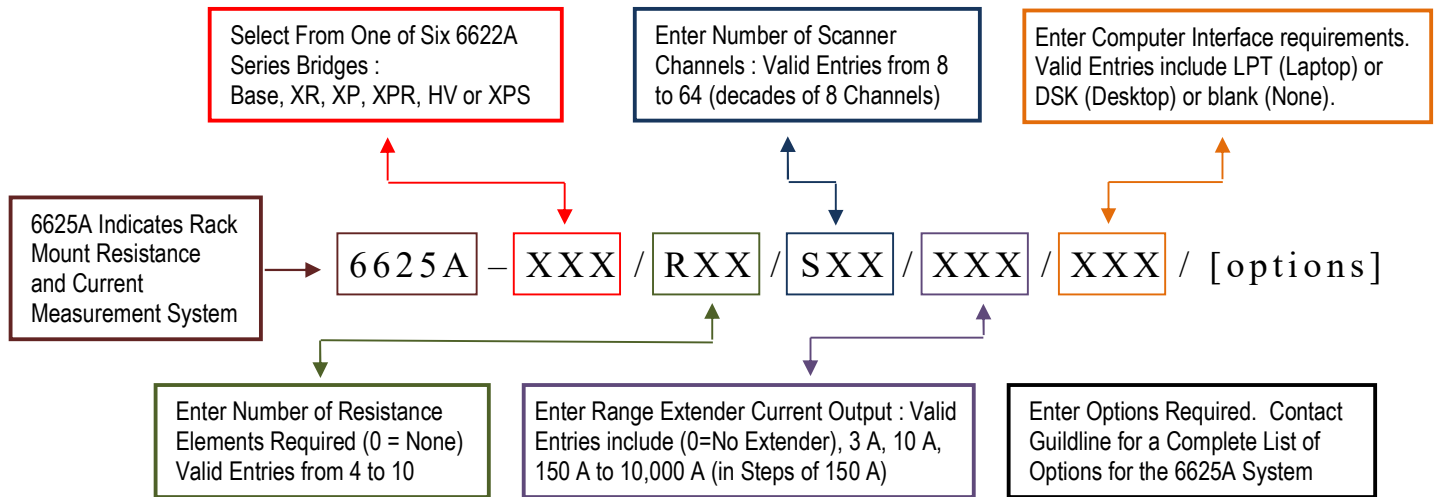 Select From One of Six 6622A
Series Bridges :
Base, XR, XP, XPR, HV or XPS
Enter Number of Scanner
Channels : Valid Entries from 8
to 64 (decades of 8 Channels)
Enter Computer Interface requirements.
Valid Entries include LPT (Laptop) or
DSK (Desktop) or blank (None).
6625A Indicates Rack
Mount Resistance
and Current
Measurement System
6625A – XXX / RXX / SXX / XXX / XXX / [options]
Enter Number of Resistance
Elements Required (0 = None)
Valid Entries from 4 to 10
Enter Range Extender Current Output : Valid
Entries include (0=No Extender), 3 A, 10 A,
150 A to 10,000 A (in Steps of 150 A)
Enter Options Required. Contact
Guildline for a Complete List of
Options for the 6625A System